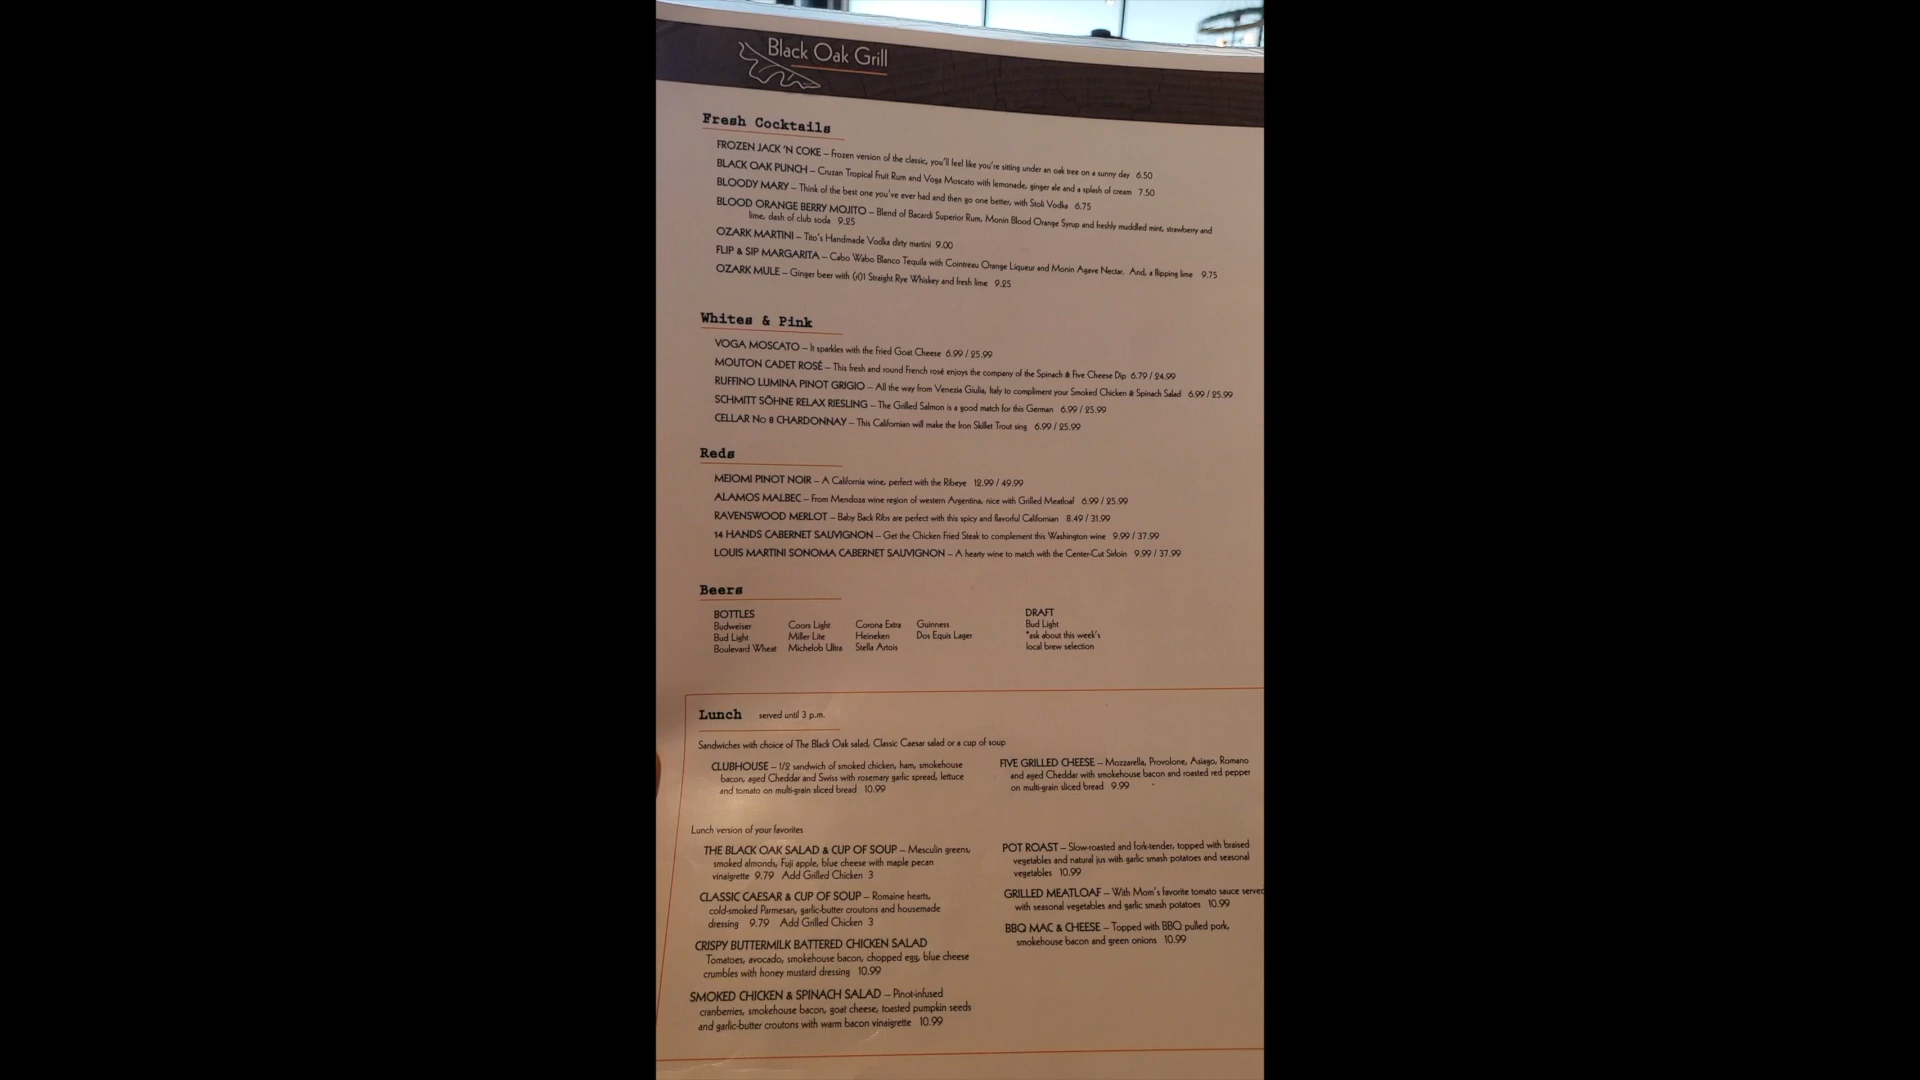 Black Oak Grill
Fresh Cocktails
FROZEN JACK 'N COKE – Frozen version of the classic, you'll feel like you're sitting under an oak tree on a sunny day 6.50
BLACK OAK PUNCH – Cruzan Tropical Fruit Rum and Voga Moscato with lemonade, ginger ale and a splash of cream 7.50
BLOODY MARY – Think of the best one you've ever had and then go one better, with Stoli Vodka 6.75
BLOOD ORANGE BERRY MOJITO – Blend of Bacardi Superior Rum, Monin Blood Orange Syrup and freshly muddled mint, strawberry and
lime, dash of club soda 9.25
OZARK MARTINI – Tito's Handmade Vodka dirty martini 9.00
FLIP & SIP MARGARITA – Cabo Wabo Blanco Tequila with Cointreau Orange Liqueur and Monin Agave Nectar. And, a flipping lime 9.75
OZARK MULE – Ginger beer with (ri)1 Straight Rye Whiskey and fresh lime 9.25
Whites & Pink
VOGA MOSCATO – It sparkles with the Fried Goat Cheese 6.99 / 25.99
MOUTON CADET ROSÉ – This fresh and round French rosé enjoys the company of the Spinach & Five Cheese Dip 6.79 / 24.99
RUFFINO LUMINA PINOT GRIGIO – All the way from Venezia Giulia, Italy to compliment your Smoked Chicken & Spinach Salad 6.99 / 25.99
SCHMITT SÖHNE RELAX RIESLING – The Grilled Salmon is a good match for this German 6.99 / 25.99
CELLAR No 8 CHARDONNAY – This Californian will make the Iron Skillet Trout sing 6.99 / 25.99
Reds
MEIOMI PINOT NOIR – A California wine, perfect with the Ribeye 12.99 / 49.99
ALAMOS MALBEC – From Mendoza wine region of western Argentina, nice with Grilled Meatloaf 6.99 / 25.99
RAVENSWOOD MERLOT – Baby Back Ribs are perfect with this spicy and flavorful Californian 8.49 / 31.99
14 HANDS CABERNET SAUVIGNON – Get the Chicken Fried Steak to complement this Washington wine 9.99 / 37.99
LOUIS MARTINI SONOMA CABERNET SAUVIGNON – A hearty wine to match with the Center-Cut Sirloin 9.99 / 37.99
Beers
BOTTLES
Budweiser Coors Light Corona Extra Guinness
Bud Light Miller Lite Heineken Dos Equis Lager
Boulevard Wheat Michelob Ultra Stella Artois
DRAFT
Bud Light
*ask about this week's
local brew selection
Lunch served until 3 p.m.
Sandwiches with choice of The Black Oak salad, Classic Caesar salad or a cup of soup
CLUBHOUSE – 1/2 sandwich of smoked chicken, ham, smokehouse
bacon, aged Cheddar and Swiss with rosemary garlic spread, lettuce
and tomato on multi-grain sliced bread 10.99
FIVE GRILLED CHEESE – Mozzarella, Provolone, Asiago, Romano
and aged Cheddar with smokehouse bacon and roasted red pepper
on multi-grain sliced bread 9.99
Lunch version of your favorites
THE BLACK OAK SALAD & CUP OF SOUP – Mesculin greens,
smoked almonds, Fuji apple, blue cheese with maple pecan
vinaigrette 9.79 Add Grilled Chicken 3
CLASSIC CAESAR & CUP OF SOUP – Romaine hearts,
cold-smoked Parmesan, garlic-butter croutons and housemade
dressing 9.79 Add Grilled Chicken 3
CRISPY BUTTERMILK BATTERED CHICKEN SALAD
Tomatoes, avocado, smokehouse bacon, chopped egg, blue cheese
crumbles with honey mustard dressing 10.99
SMOKED CHICKEN & SPINACH SALAD – Pinot-infused
cranberries, smokehouse bacon, goat cheese, toasted pumpkin seeds
and garlic-butter croutons with warm bacon vinaigrette 10.99
POT ROAST – Slow-roasted and fork-tender, topped with braised
vegetables and natural jus with garlic smash potatoes and seasonal
vegetables 10.99
GRILLED MEATLOAF – With Mom's favorite tomato sauce served
with seasonal vegetables and garlic smash potatoes 10.99
BBQ MAC & CHEESE – Topped with BBQ pulled pork,
smokehouse bacon and green onions 10.99